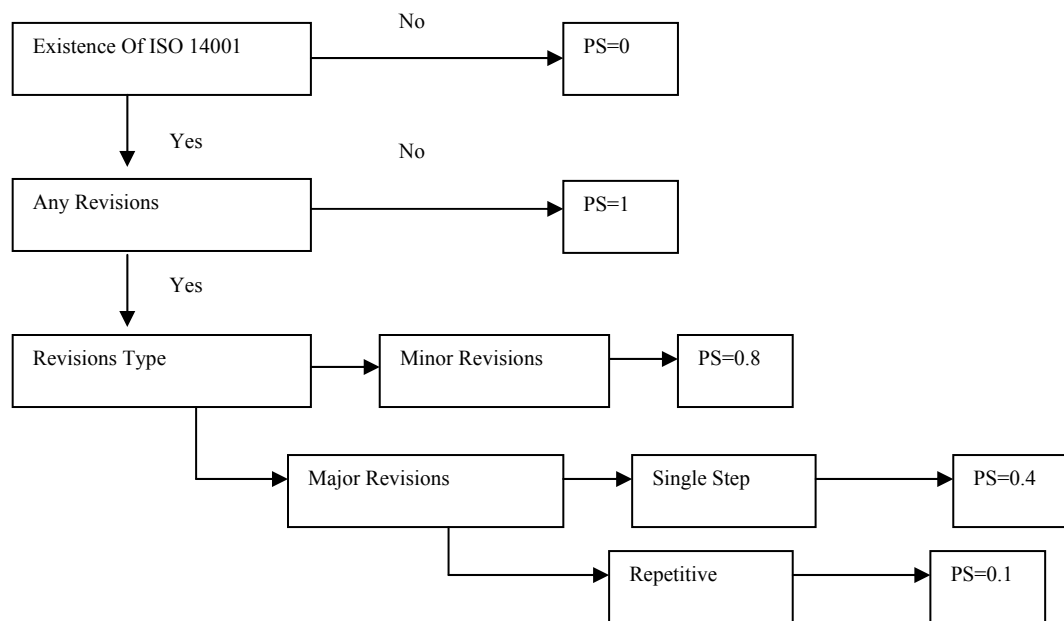 No
Existence Of ISO 14001
PS=0
Yes
No
Any Revisions
PS=1
Yes
Revisions Type
Minor Revisions
PS=0.8
Major Revisions
Single Step
PS=0.4
Repetitive
PS=0.1